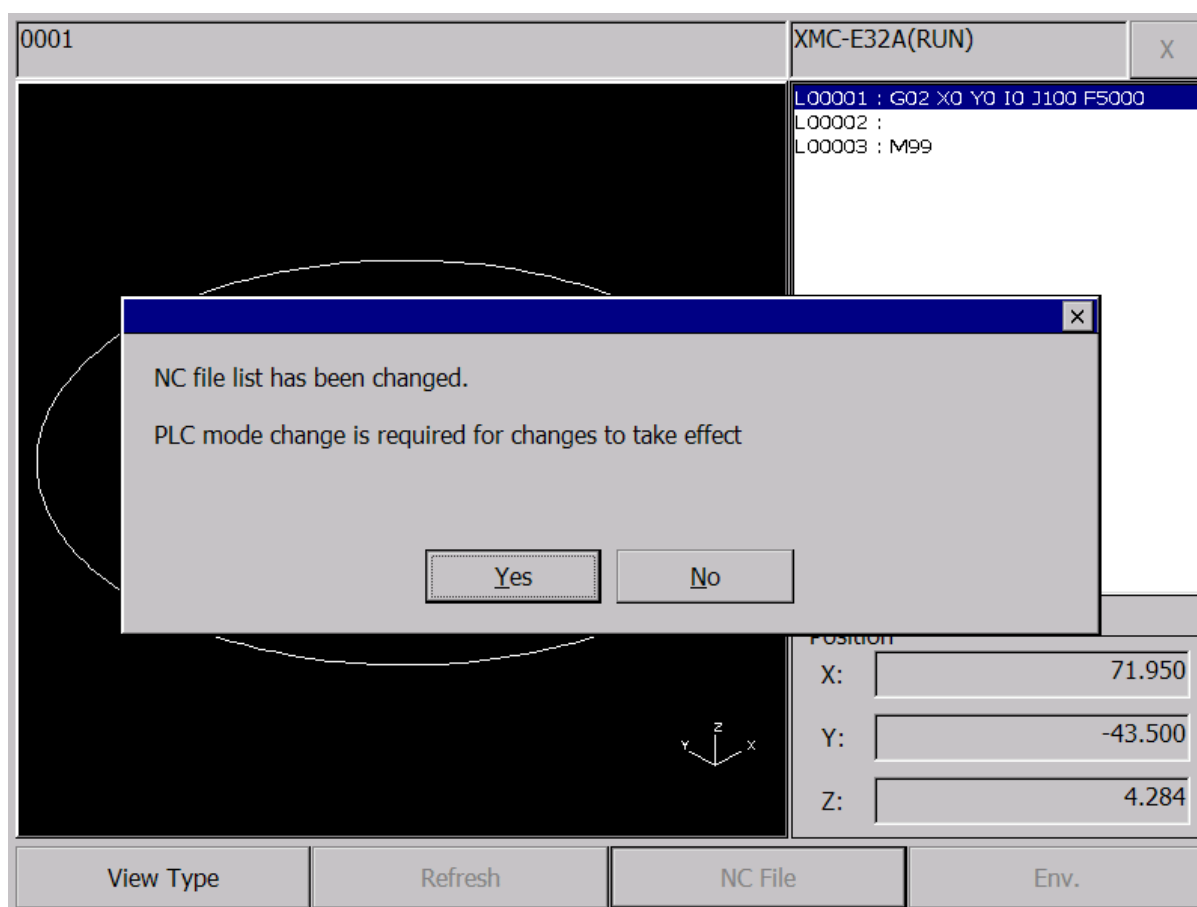 0001
XMC-E32A(RUN)
X
L00001 : G02 X0 Y0 I0 J100 F5000
L00002 :
L00003 : M99
NC file list has been changed.
PLC mode change is required for changes to take effect
Yes
No
Position
X: 71.950
Y: -43.500
Z: 4.284
Z
Y
X
View Type
Refresh
NC File
Env.